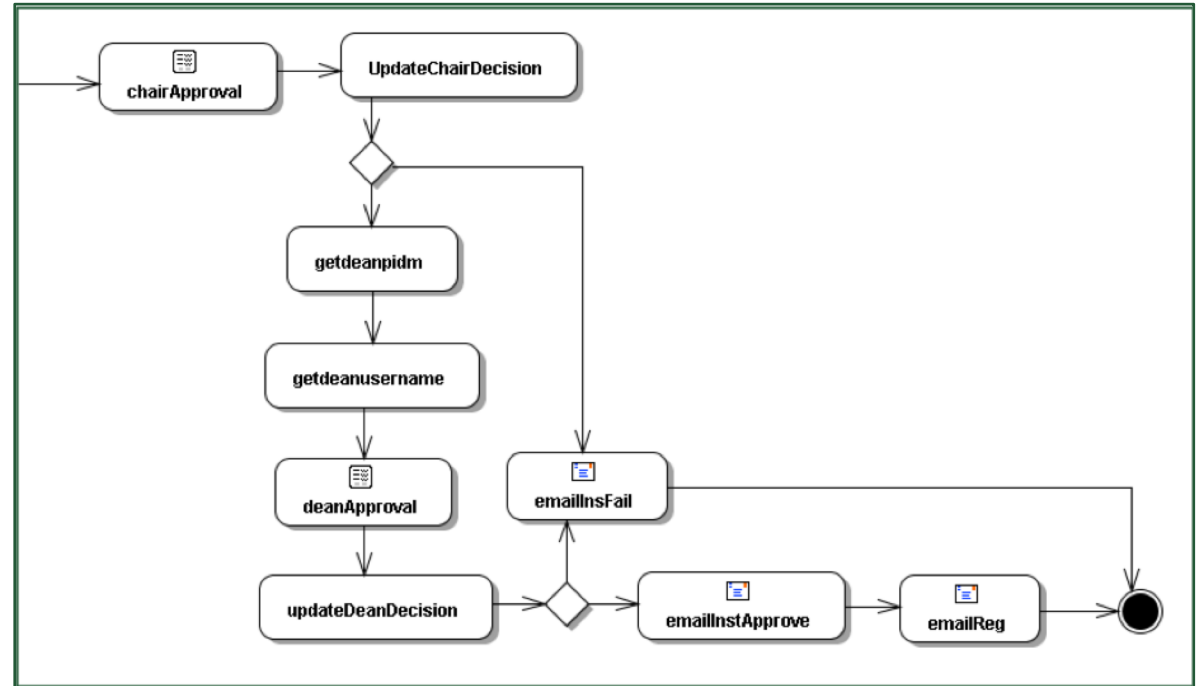 chairApproval
UpdateChairDecision
getdeanpidm
getdeanusername
deanApproval
emailInsFail
updateDeanDecision
emailInstApprove
emailReg